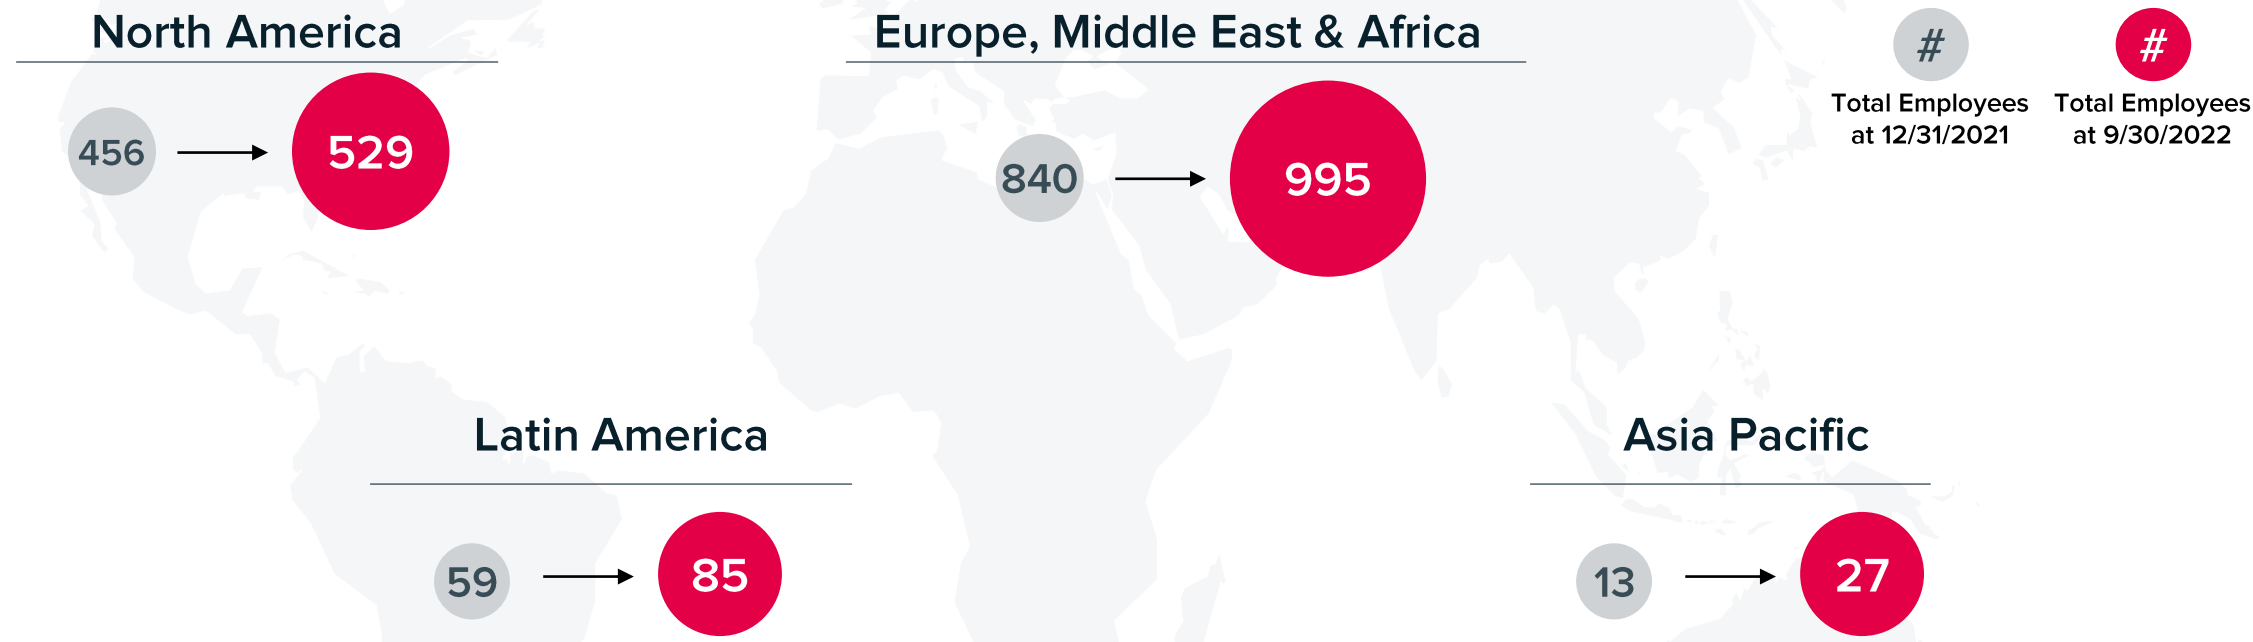 North America
456
529
Europe, Middle East & Africa
840
995
#
Total Employees
at 12/31/2021
#
Total Employees
at 9/30/2022
Latin America
59
85
Asia Pacific
13
27